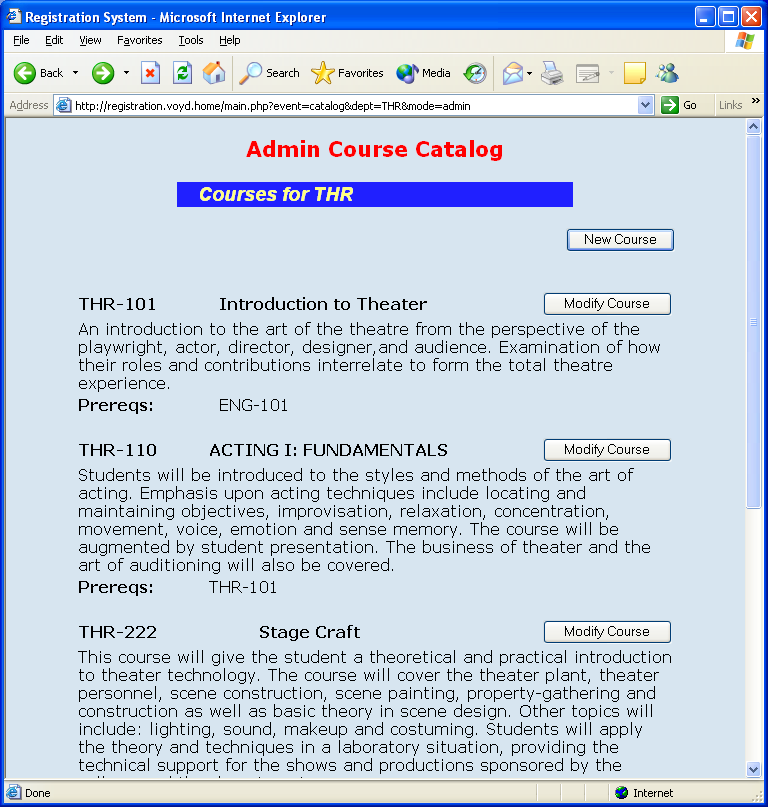 Registration System - Microsoft Internet Explorer
File Edit View Favorites Tools Help
Back Search Favorites Media
Address http://registration.voyd.home/main.php?event=catalog&dept=THR&mode=admin Go Links »
Admin Course Catalog
Courses for THR
New Course
THR-101 Introduction to Theater Modify Course
An introduction to the art of the theatre from the perspective of the
playwright, actor, director, designer,and audience. Examination of how
their roles and contributions interrelate to form the total theatre
experience.
Prereqs: ENG-101
THR-110 ACTING I: FUNDAMENTALS Modify Course
Students will be introduced to the styles and methods of the art of
acting. Emphasis upon acting techniques include locating and
maintaining objectives, improvisation, relaxation, concentration,
movement, voice, emotion and sense memory. The course will be
augmented by student presentation. The business of theater and the
art of auditioning will also be covered.
Prereqs: THR-101
THR-222 Stage Craft Modify Course
This course will give the student a theoretical and practical introduction
to theater technology. The course will cover the theater plant, theater
personnel, scene construction, scene painting, property-gathering and
construction as well as basic theory in scene design. Other topics will
include: lighting, sound, makeup and costuming. Students will apply
the theory and techniques in a laboratory situation, providing the
technical support for the shows and productions sponsored by the
Done Internet